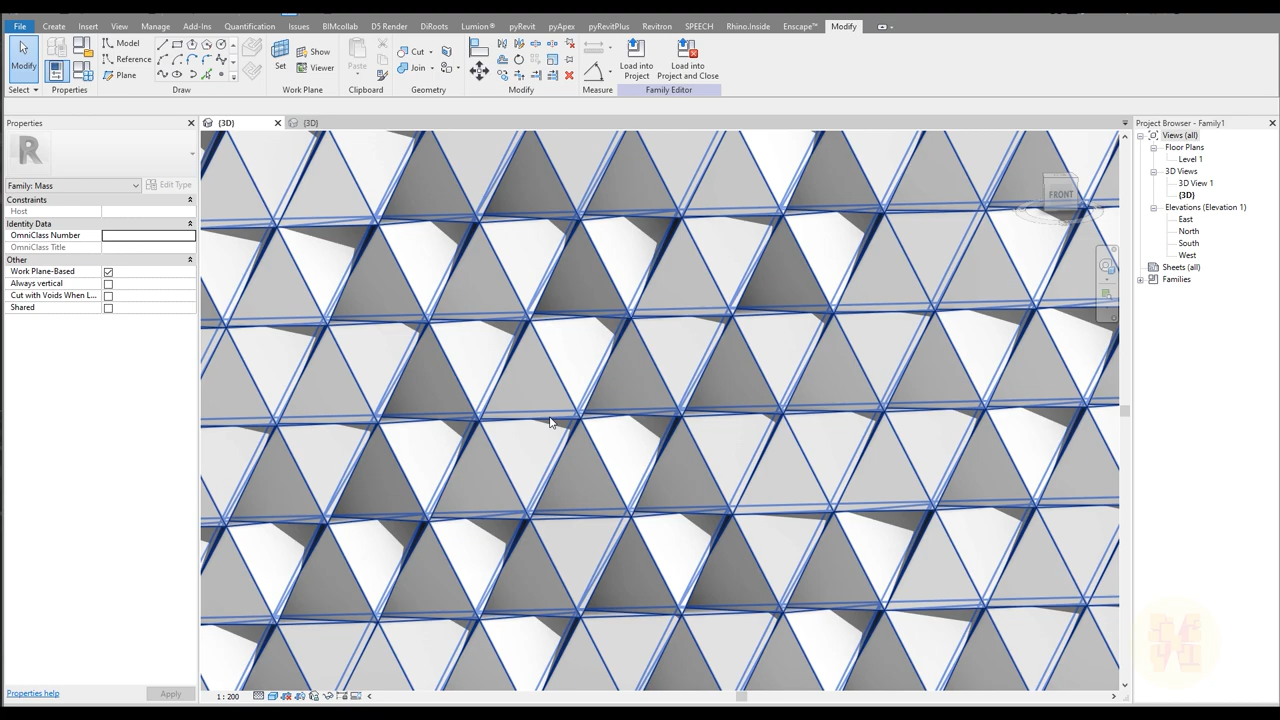 File Create Insert View Manage Add-Ins Quantification Issues BIMcollab D5 Render DiRoots Lumion® pyRevit pyApex pyRevitPlus Revitron SPEECH Rhino.Inside Enscape™ Modify
Modify
Model
Reference
Plane
Set
Show
Viewer
Paste
Cut
Join
Load into
Project
Load into
Project and Close
Select Properties Draw Work Plane Clipboard Geometry Modify Measure Family Editor
Properties
{3D} {3D}
Project Browser - Family1
R
Family: Mass Edit Type
Constraints
Host
Identity Data
OmniClass Number
OmniClass Title
Other
Work Plane-Based
Always vertical
Cut with Voids When L...
Shared
Properties help Apply
FRONT
1 : 200
Views (all)
Floor Plans
Level 1
3D Views
3D View 1
{3D}
Elevations (Elevation 1)
East
North
South
West
Sheets (all)
Families